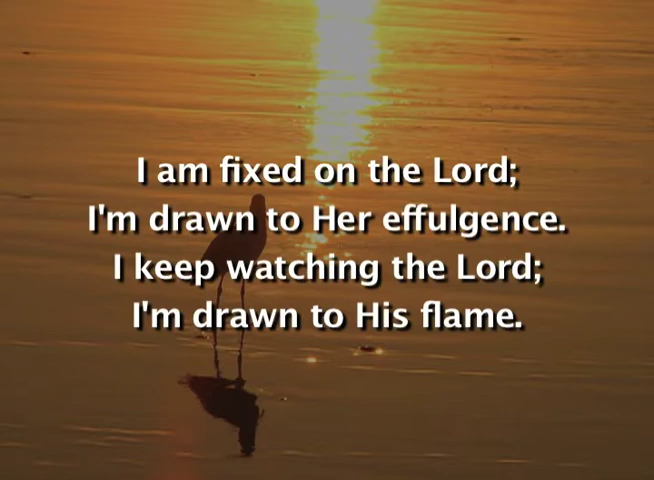 I am fixed on the Lord;
I'm drawn to Her effulgence.
I keep watching the Lord;
I'm drawn to His flame.